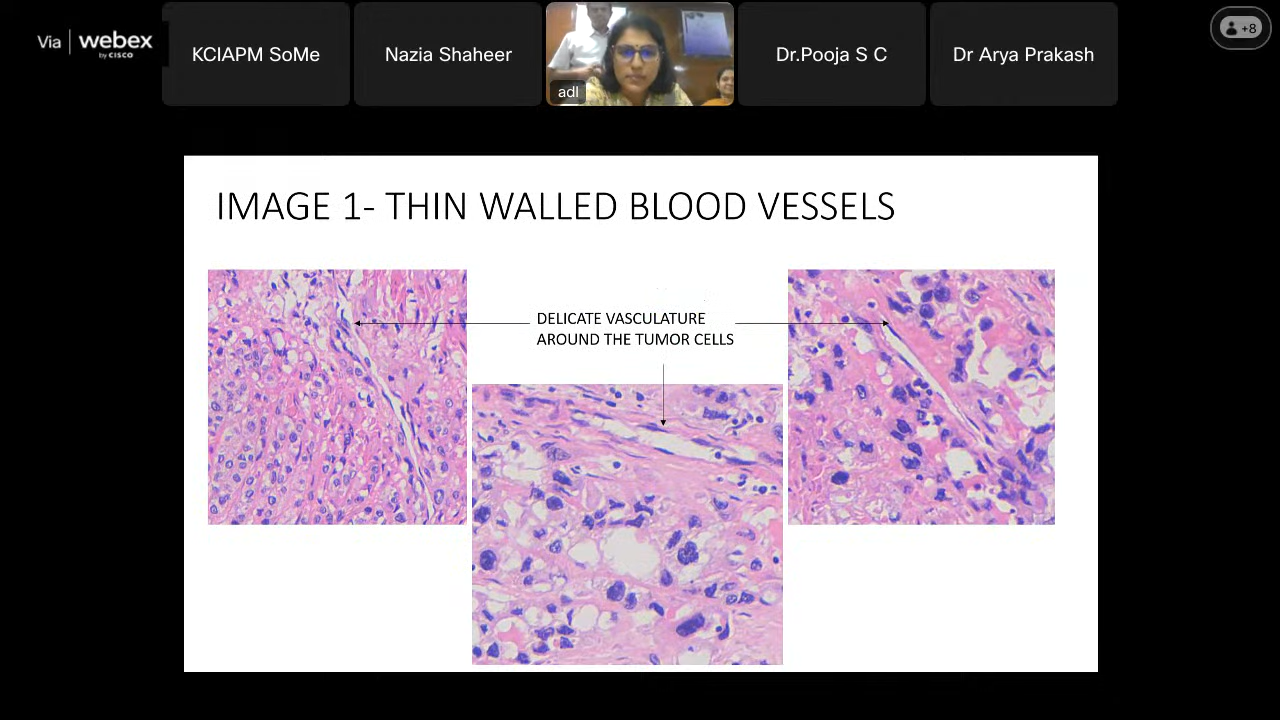 Via webex
by CISCO
KCIAPM SoMe
Nazia Shaheer
adl
Dr.Pooja S C
Dr Arya Prakash
+8
IMAGE 1- THIN WALLED BLOOD VESSELS
DELICATE VASCULATURE
AROUND THE TUMOR CELLS